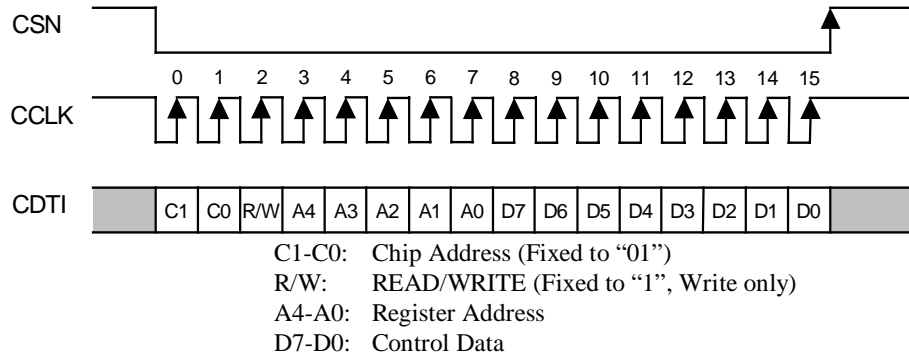 CSN
0 1 2 3 4 5 6 7 8 9 10 11 12 13 14 15
CCLK
CDTI C1 C0 R/W A4 A3 A2 A1 A0 D7 D6 D5 D4 D3 D2 D1 D0
C1-C0: Chip Address (Fixed to “01”)
R/W: READ/WRITE (Fixed to “1”, Write only)
A4-A0: Register Address
D7-D0: Control Data